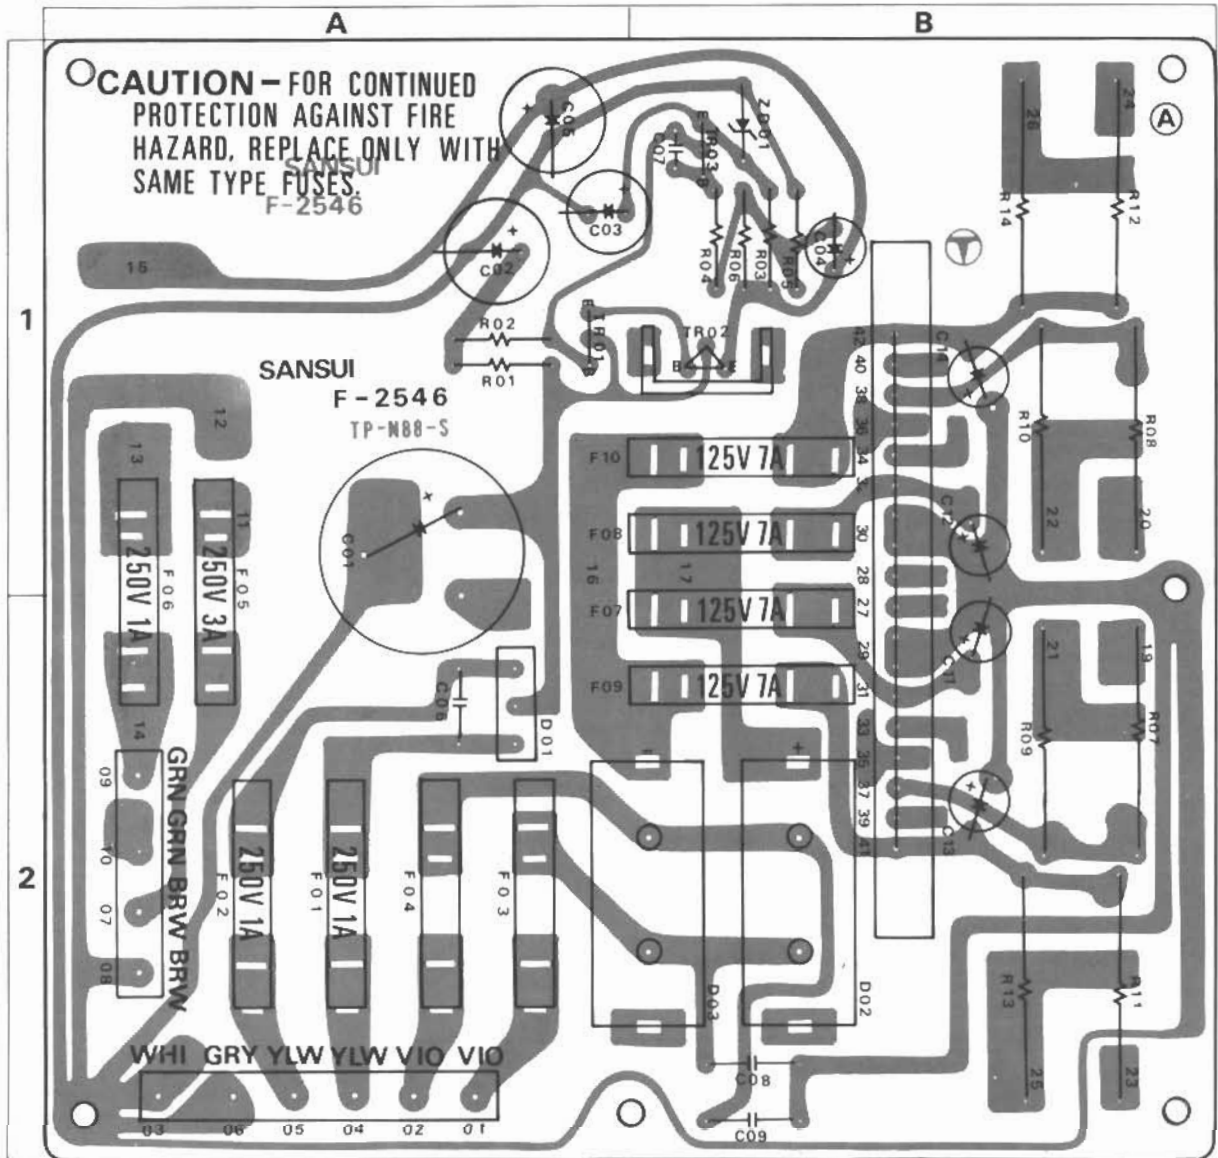 A B
CAUTION – FOR CONTINUED
PROTECTION AGAINST FIRE
HAZARD, REPLACE ONLY WITH
SAME TYPE FUSES.
SANSUI
F-2546
C05
C07
E
TR03
B
ZD01
26
24
A
C03
C02
R04
R06
R03
R05
C04
R14
R12
15
1
R02
R01
E
TR01
B
TR02
B E
SANSUI
F-2546
TP-N88-S
12
13
11
250V 1A
F06
250V 3A
F05
C01
F10 125V 7A
F08 125V 7A
16
17
F07 125V 7A
F09 125V 7A
42
40
38
36
34
32
30
28
27
29
31
33
35
37
39
41
C14
C12
C11
C13
R10
R08
22
20
21
19
R09
R07
C06
D01
14
09
10
07
08
GRN GRN BRW BRW
2
250V 1A
F02
250V 1A
F01
F04
F03
–
+
D03
D02
R13
R11
25
23
WHI GRY YLW YLW VIO VIO
03 06 05 04 02 01
C08
C09